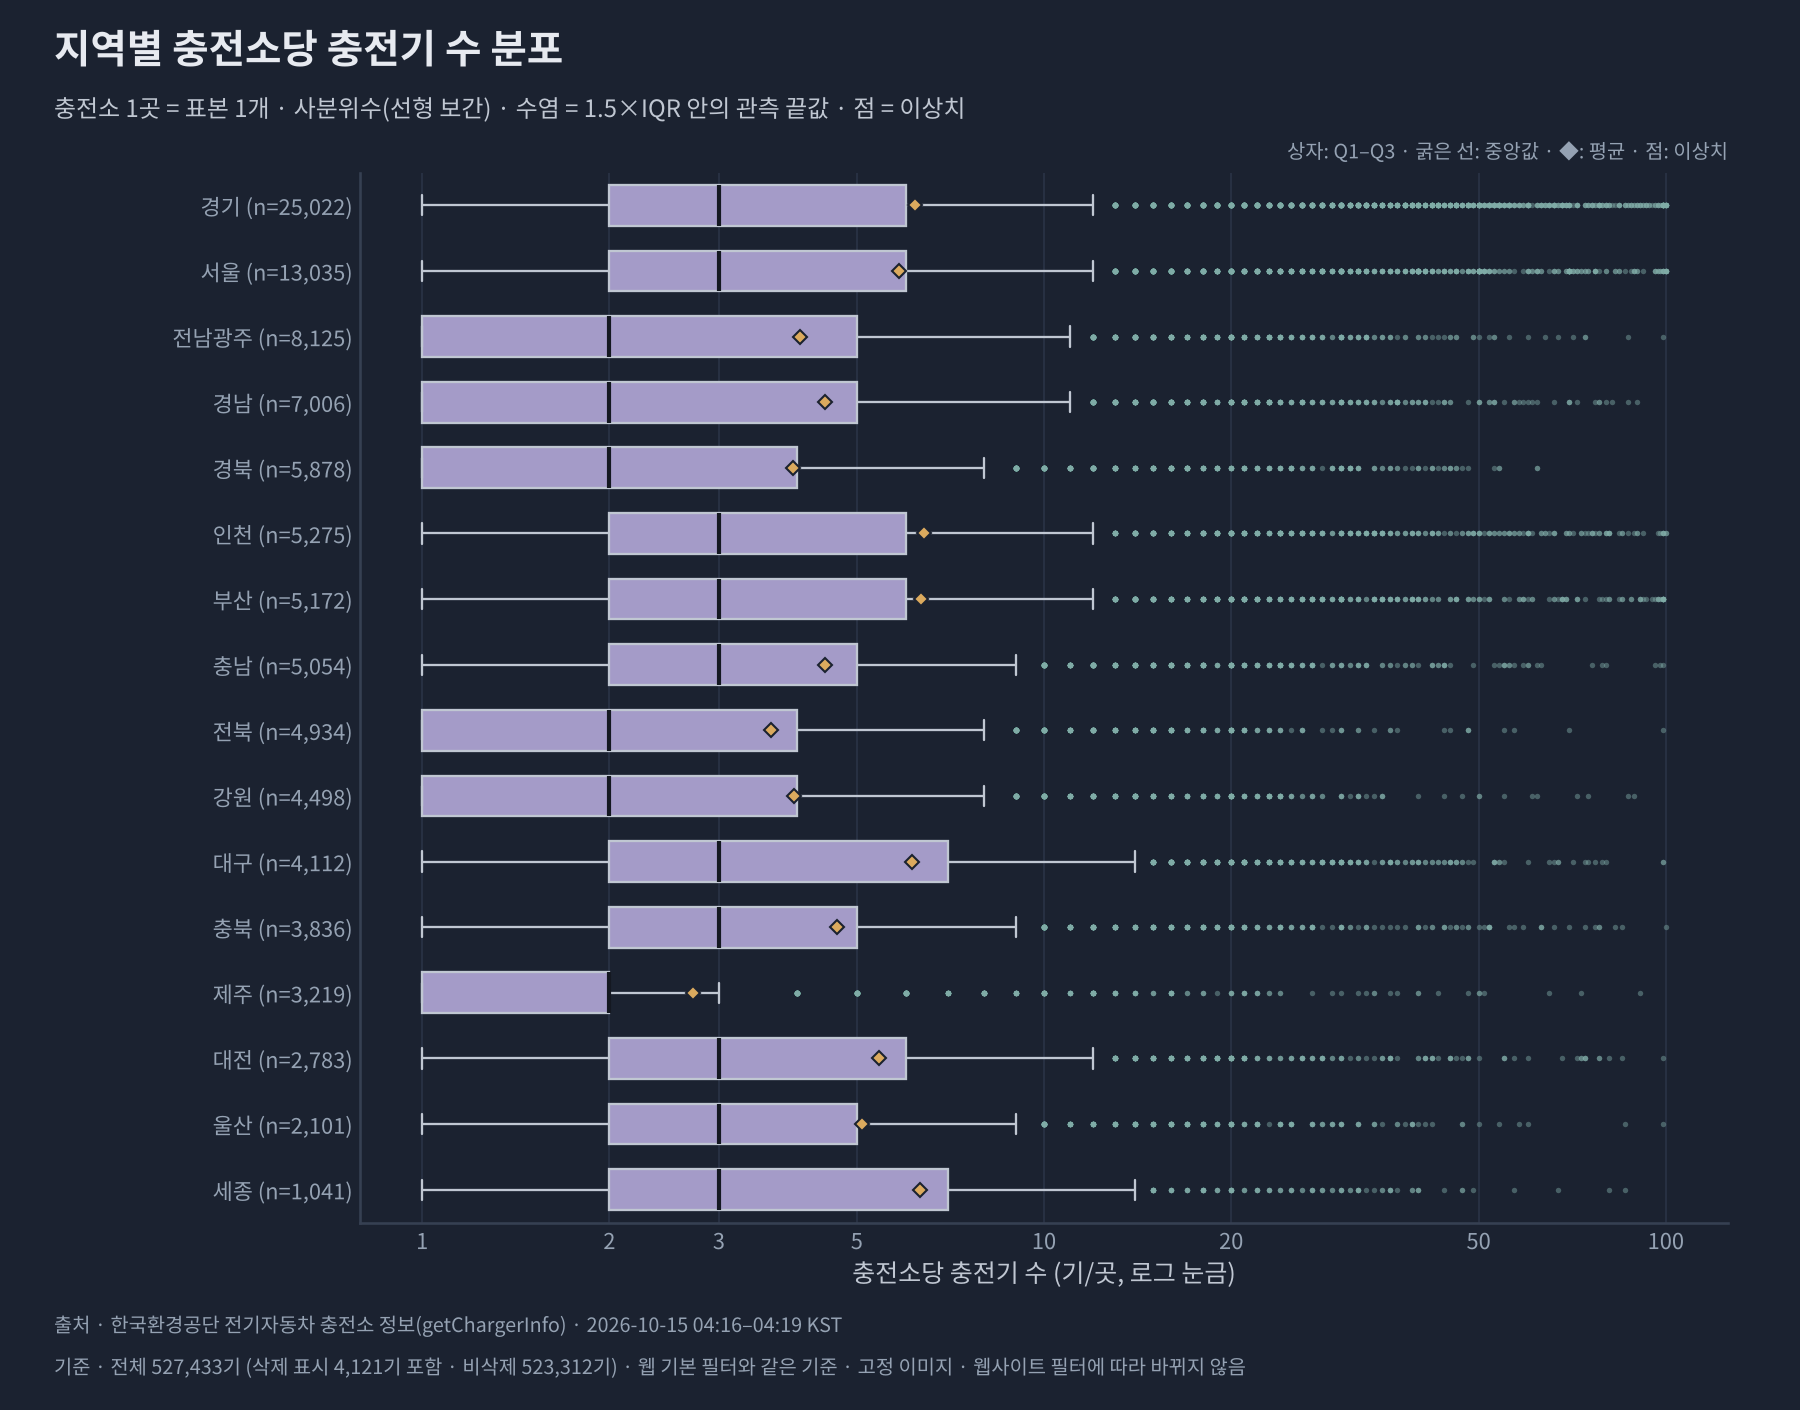 지역별 충전소당 충전기 수 분포
충전소 1곳 = 표본 1개 · 사분위수(선형 보간) · 수염 = 1.5×IQR 안의 관측 끝값 · 점 = 이상치
상자: Q1–Q3 · 굵은 선: 중앙값 · ◆: 평균 · 점: 이상치
경기 (n=25,022)
서울 (n=13,035)
전남광주 (n=8,125)
경남 (n=7,006)
경북 (n=5,878)
인천 (n=5,275)
부산 (n=5,172)
충남 (n=5,054)
전북 (n=4,934)
강원 (n=4,498)
대구 (n=4,112)
충북 (n=3,836)
제주 (n=3,219)
대전 (n=2,783)
울산 (n=2,101)
세종 (n=1,041)
1 2 3 5 10 20 50 100
충전소당 충전기 수 (기/곳, 로그 눈금)
출처 · 한국환경공단 전기자동차 충전소 정보(getChargerInfo) · 2026-10-15 04:16–04:19 KST
기준 · 전체 527,433기 (삭제 표시 4,121기 포함 · 비삭제 523,312기) · 웹 기본 필터와 같은 기준 · 고정 이미지 · 웹사이트 필터에 따라 바뀌지 않음